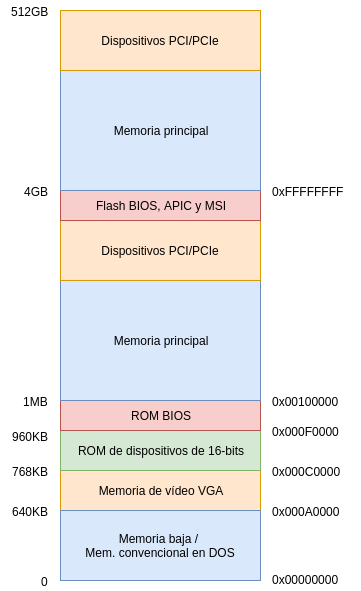 512GB
Dispositivos PCI/PCIe
Memoria principal
4GB
0xFFFFFFFF
Flash BIOS, APIC y MSI
Dispositivos PCI/PCIe
Memoria principal
1MB
0x00100000
ROM BIOS
960KB
0x000F0000
ROM de dispositivos de 16-bits
768KB
0x000C0000
Memoria de vídeo VGA
640KB
0x000A0000
Memoria baja /
Mem. convencional en DOS
0
0x00000000